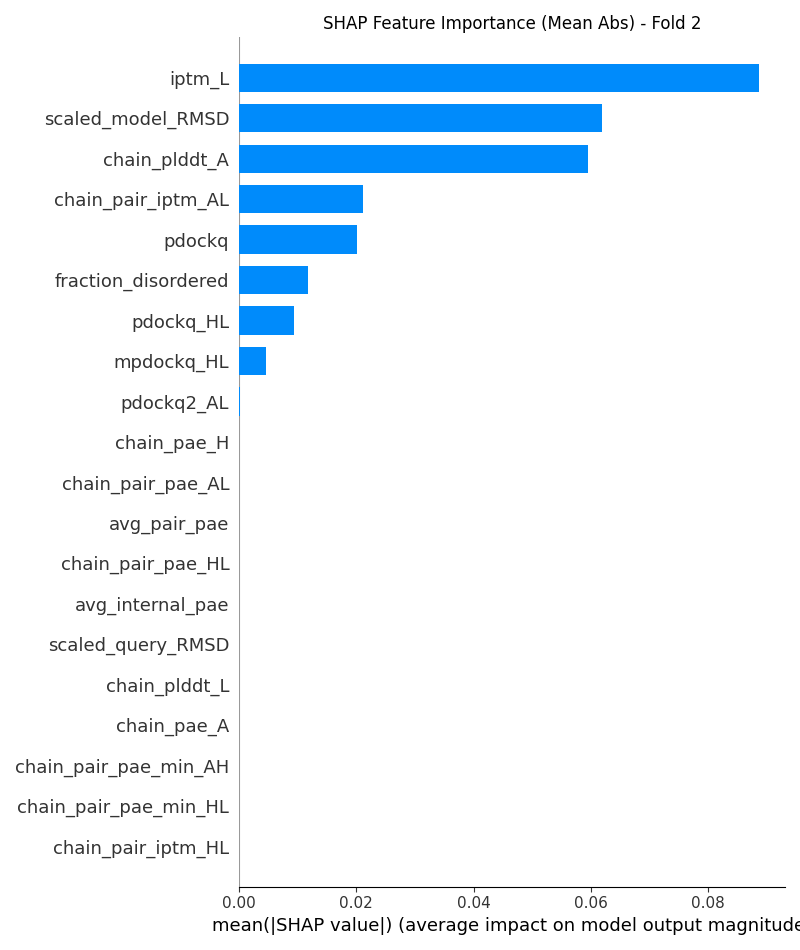 SHAP Feature Importance (Mean Abs) - Fold 2
iptm_L
scaled_model_RMSD
chain_plddt_A
chain_pair_iptm_AL
pdockq
fraction_disordered
pdockq_HL
mpdockq_HL
pdockq2_AL
chain_pae_H
chain_pair_pae_AL
avg_pair_pae
chain_pair_pae_HL
avg_internal_pae
scaled_query_RMSD
chain_plddt_L
chain_pae_A
chain_pair_pae_min_AH
chain_pair_pae_min_HL
chain_pair_iptm_HL
0.00 0.02 0.04 0.06 0.08
mean(|SHAP value|) (average impact on model output magnitude